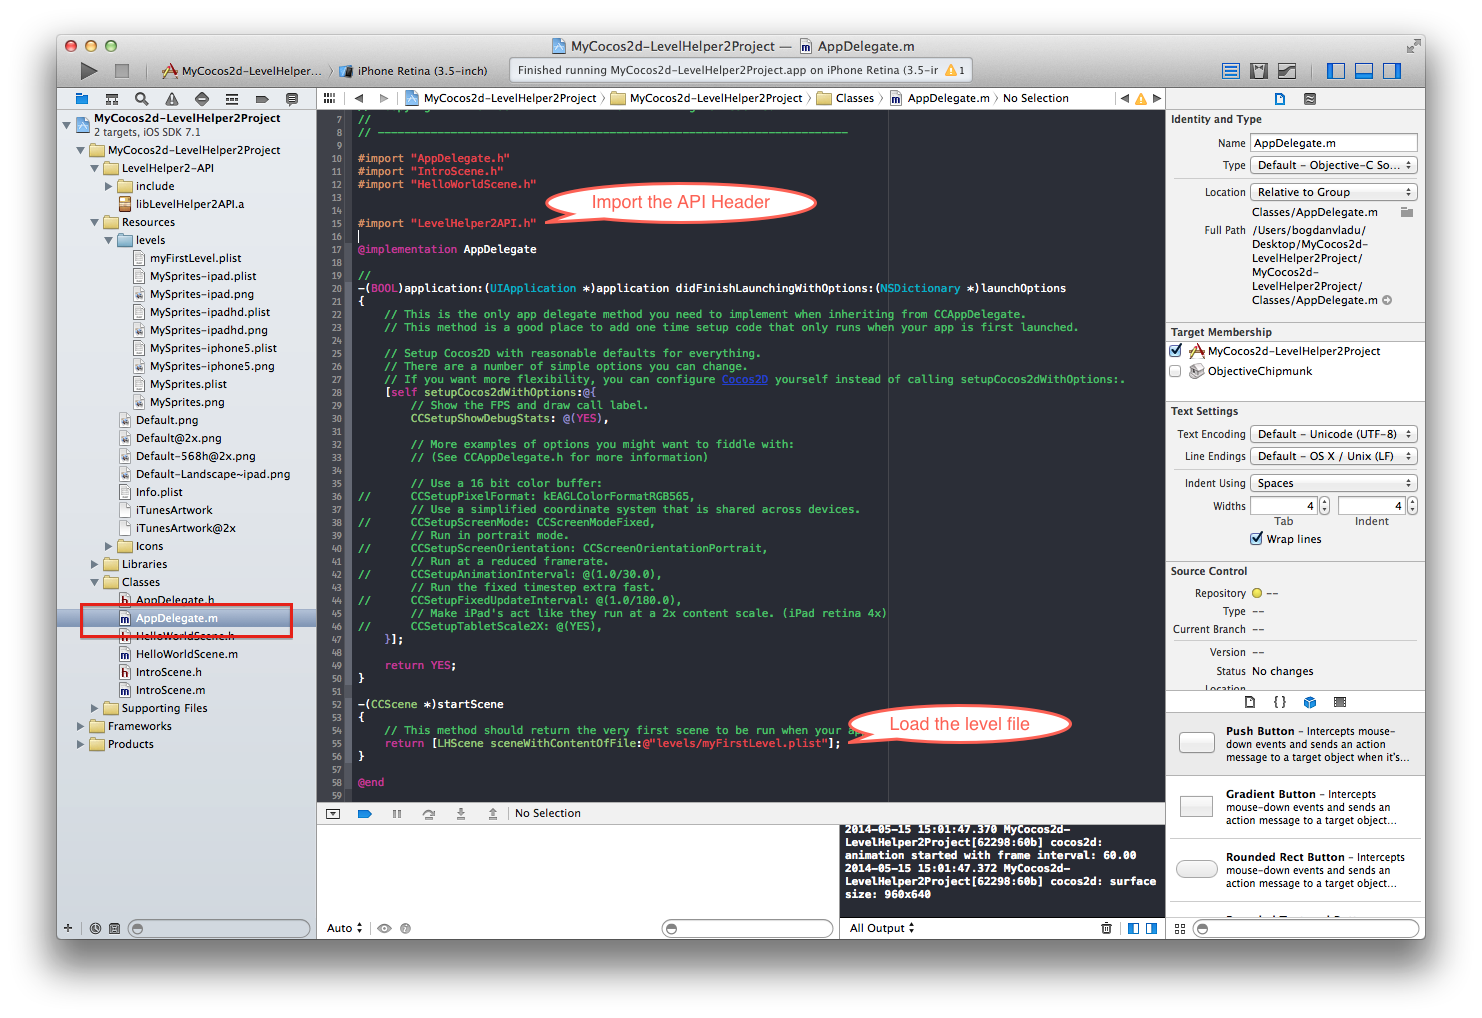 MyCocos2d-LevelHelper2Project — AppDelegate.m
MyCocos2d-LevelHelper... 〉 iPhone Retina (3.5-inch)
Finished running MyCocos2d-LevelHelper2Project.app on iPhone Retina (3.5-ir 1
MyCocos2d-LevelHelper2Project 〉 MyCocos2d-LevelHelper2Project 〉 Classes 〉 AppDelegate.m 〉 No Selection
MyCocos2d-LevelHelper2Project
2 targets, iOS SDK 7.1
MyCocos2d-LevelHelper2Project
LevelHelper2-API
include
libLevelHelper2API.a
Resources
levels
myFirstLevel.plist
MySprites-ipad.plist
MySprites-ipad.png
MySprites-ipadhd.plist
MySprites-ipadhd.png
MySprites-iphone5.plist
MySprites-iphone5.png
MySprites.plist
MySprites.png
Default.png
Default@2x.png
Default-568h@2x.png
Default-Landscape~ipad.png
Info.plist
iTunesArtwork
iTunesArtwork@2x
Icons
Libraries
Classes
AppDelegate.h
AppDelegate.m
HelloWorldScene.h
HelloWorldScene.m
IntroScene.h
IntroScene.m
Supporting Files
Frameworks
Products
7 //
8 // ----------------------------------------------------------------------
9
10 #import "AppDelegate.h"
11 #import "IntroScene.h"
12 #import "HelloWorldScene.h"
13
Import the API Header
14
15 #import "LevelHelper2API.h"
16
17 @implementation AppDelegate
18
19 //
20 -(BOOL)application:(UIApplication *)application didFinishLaunchingWithOptions:(NSDictionary *)launchOptions
21 {
22 // This is the only app delegate method you need to implement when inheriting from CCAppDelegate.
23 // This method is a good place to add one time setup code that only runs when your app is first launched.
24
25 // Setup Cocos2D with reasonable defaults for everything.
26 // There are a number of simple options you can change.
27 // If you want more flexibility, you can configure Cocos2D yourself instead of calling setupCocos2dWithOptions:.
28 [self setupCocos2dWithOptions:@{
29 // Show the FPS and draw call label.
30 CCSetupShowDebugStats: @(YES),
31
32 // More examples of options you might want to fiddle with:
33 // (See CCAppDelegate.h for more information)
34
35 // Use a 16 bit color buffer:
36 // CCSetupPixelFormat: kEAGLColorFormatRGB565,
37 // Use a simplified coordinate system that is shared across devices.
38 // CCSetupScreenMode: CCScreenModeFixed,
39 // Run in portrait mode.
40 // CCSetupScreenOrientation: CCScreenOrientationPortrait,
41 // Run at a reduced framerate.
42 // CCSetupAnimationInterval: @(1.0/30.0),
43 // Run the fixed timestep extra fast.
44 // CCSetupFixedUpdateInterval: @(1.0/180.0),
45 // Make iPad's act like they run at a 2x content scale. (iPad retina 4x)
46 // CCSetupTabletScale2X: @(YES),
47 }];
48
49 return YES;
50 }
51
52 -(CCScene *)startScene
53 {
Load the level file
54 // This method should return the very first scene to be run when your
55 return [LHScene sceneWithContentOfFile:@"levels/myFirstLevel.plist"];
56 }
57
58 @end
59
No Selection
2014-05-15 15:01:47.370 MyCocos2d-
LevelHelper2Project[62298:60b] cocos2d:
animation started with frame interval: 60.00
2014-05-15 15:01:47.372 MyCocos2d-
LevelHelper2Project[62298:60b] cocos2d: surface
size: 960x640
Auto
All Output
Identity and Type
Name AppDelegate.m
Type Default - Objective-C So...
Location Relative to Group
Classes/AppDelegate.m
Full Path /Users/bogdanvladu/
Desktop/MyCocos2d-
LevelHelper2Project/
MyCocos2d-
LevelHelper2Project/
Classes/AppDelegate.m
Target Membership
MyCocos2d-LevelHelper2Project
ObjectiveChipmunk
Text Settings
Text Encoding Default - Unicode (UTF-8)
Line Endings Default - OS X / Unix (LF)
Indent Using Spaces
Widths 4 4
Tab Indent
Wrap lines
Source Control
Repository --
Type --
Current Branch --
Version --
Status No changes
Location
{ }
Push Button - Intercepts mouse-
down events and sends an action
message to a target object when it's...
Gradient Button - Intercepts
mouse-down events and sends an
action message to a target object...
Rounded Rect Button - Intercepts
mouse-down events and sends an
action message to a target object...